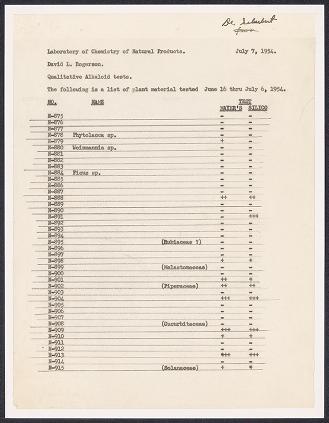 Dr. Schubert
from
Laboratory of Chemistry of Natural Products. July 7, 1954.
David L. Rogerson.
Qualitative Alkaloid tests.
The following is a list of plant material tested June 16 thru July 6, 1954.
NO. NAME TEST
MAYER'S SILICO
N-875 - -
N-876 - -
N-877 - -
N-878 Phytolacca sp. - -
N-879 + -
N-880 Weinmannia sp. - -
N-881 - -
N-882 - -
N-883 - -
N-884 Ficus sp. - -
N-885 - -
N-886 - -
N-887 - -
N-888 ++ ++
N-889 - -
N-890 - -
N-891 - +++
N-892 - -
N-893 - -
N-894 - -
N-895 (Rubiaceae ?) - -
N-896 - -
N-897 - -
N-898 + +
N-899 (Melastomaceae) - -
N-900 - -
N-901 ++ +
N-902 (Piperaceae) ++ ++
N-903 - -
N-904 +++ +++
N-905 - -
N-906 - -
N-907 - -
N-908 (Cucurbitaceae) - -
N-909 +++ +++
N-910 + +
N-911 - -
N-912 - -
N-913 +++ +++
N-914 - -
N-915 (Solanaceae) + +